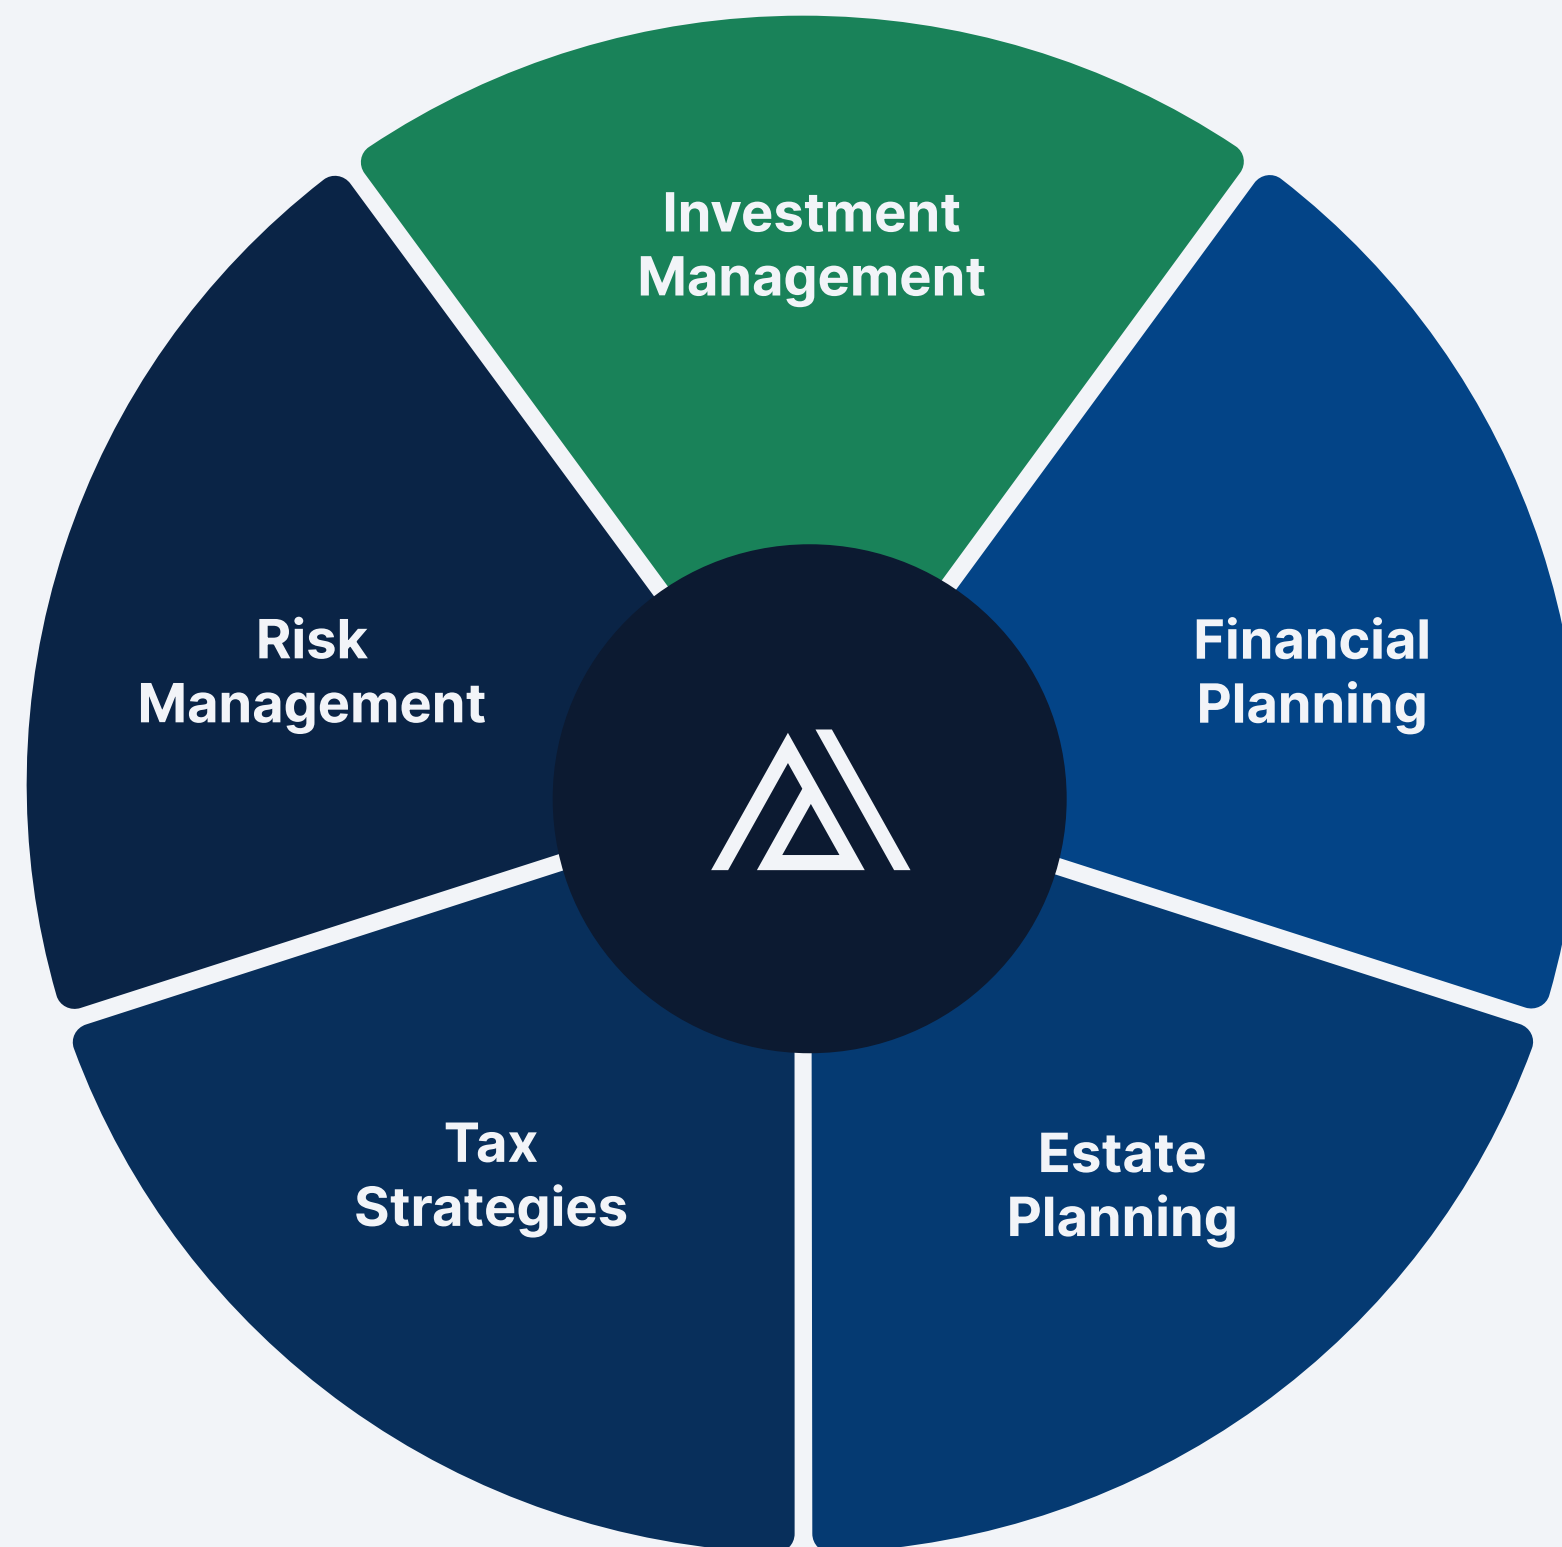 Investment
Management
Risk
Management
Financial
Planning
Tax
Strategies
Estate
Planning